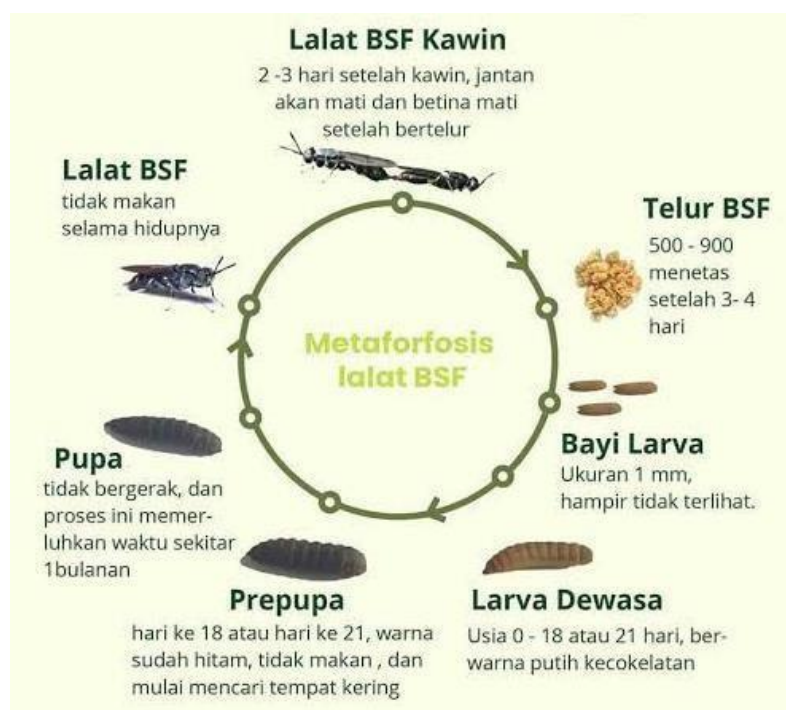 Lalat BSF Kawin
2 -3 hari setelah kawin, jantan
akan mati dan betina mati
setelah bertelur
Lalat BSF
tidak makan
selama hidupnya
Telur BSF
500 - 900
menetas
setelah 3- 4
hari
Metaforfosis
lalat BSF
Bayi Larva
Ukuran 1 mm,
hampir tidak terlihat.
Pupa
tidak bergerak, dan
proses ini memer-
luhkan waktu sekitar
1bulanan
Prepupa
hari ke 18 atau hari ke 21, warna
sudah hitam, tidak makan , dan
mulai mencari tempat kering
Larva Dewasa
Usia 0 - 18 atau 21 hari, ber-
warna putih kecokelatan